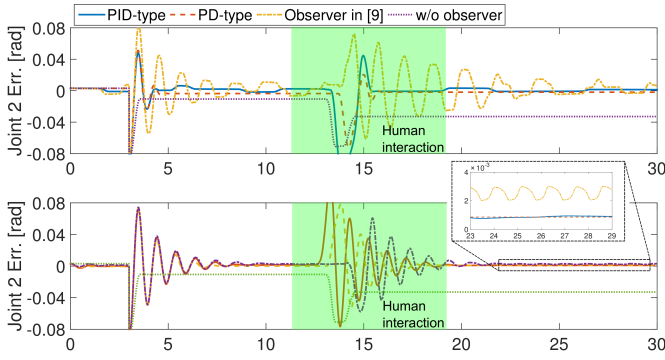 PID-type PD-type Observer in [9] w/o observer
Joint 2 Err. [rad]
0.08
0.04
0
-0.04
-0.08
Human
interaction
0 5 10 15 20 25 30
Joint 2 Err. [rad]
0.08
0.04
0
-0.04
-0.08
4 × 10⁻³
2
0
23 24 25 26 27 28 29
Human
interaction
0 5 10 15 20 25 30